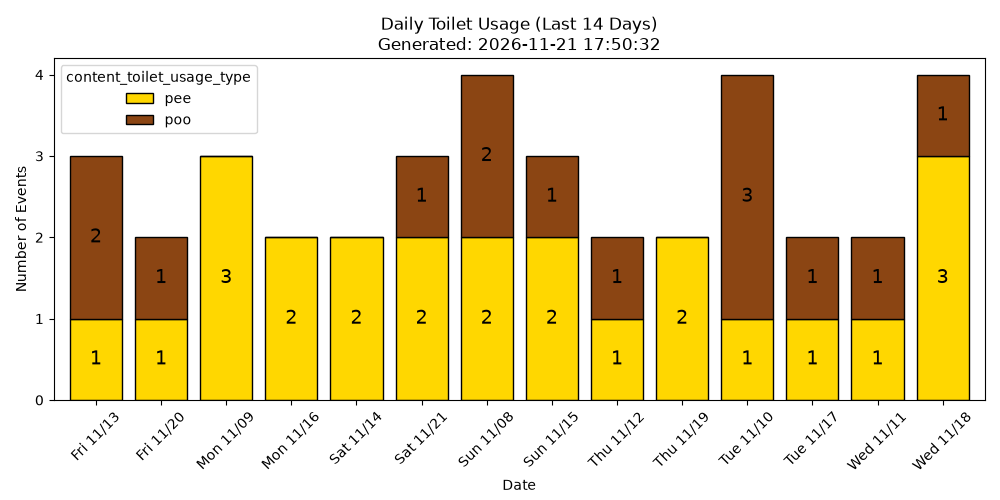 Daily Toilet Usage (Last 14 Days)
Generated: 2026-11-21 17:50:32
content_toilet_usage_type
pee
poo
Number of Events
4
3
2
1
0
2
1
1
1
3
2
2
1
2
2
2
1
2
1
1
2
3
1
1
1
1
1
1
3
Fri 11/13
Fri 11/20
Mon 11/09
Mon 11/16
Sat 11/14
Sat 11/21
Sun 11/08
Sun 11/15
Thu 11/12
Thu 11/19
Tue 11/10
Tue 11/17
Wed 11/11
Wed 11/18
Date